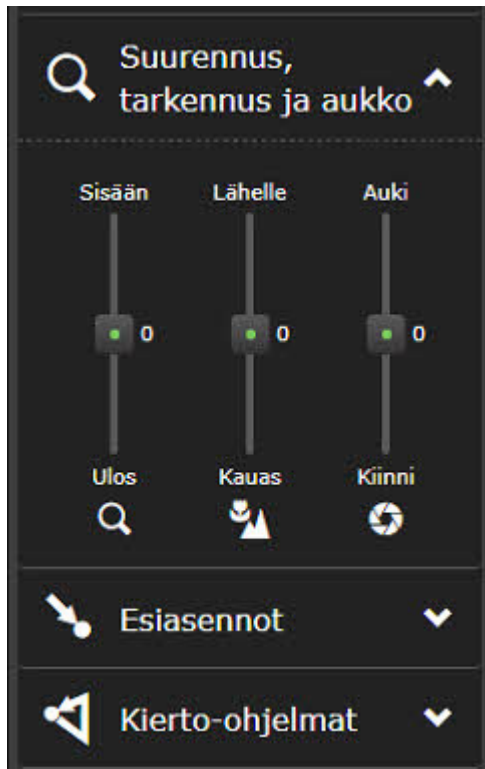 Suurennus,
tarkennus ja aukko
Sisään Lähelle Auki
0 0 0
Ulos Kauas Kiinni
Esiasennot
Kierto-ohjelmat